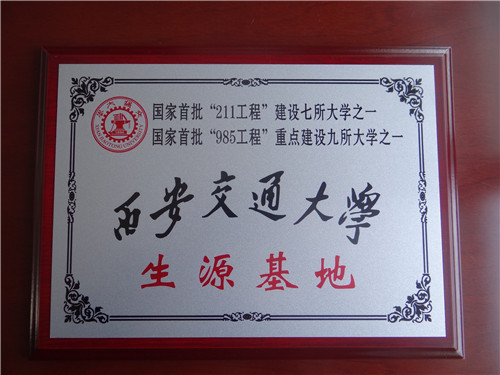 国家首批“211工程”建设七所大学之一
国家首批“985工程”重点建设九所大学之一
西安交通大學
生源基地